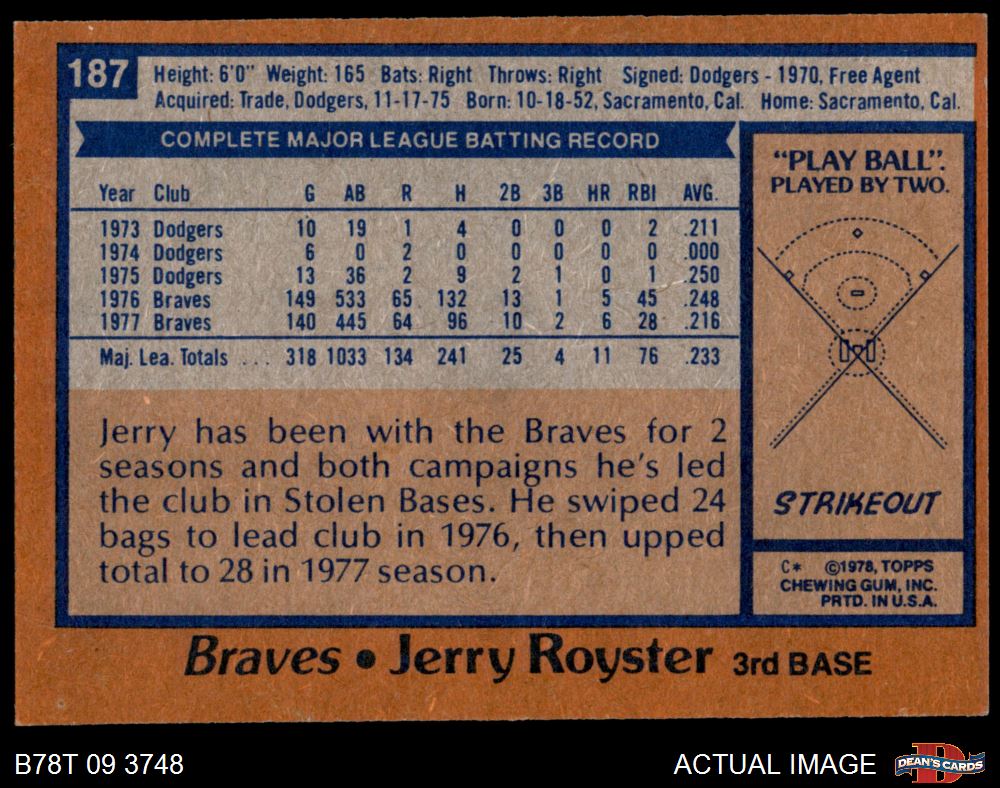 187
Height: 6'0" Weight: 165 Bats: Right Throws: Right Signed: Dodgers - 1970, Free Agent
Acquired: Trade, Dodgers, 11-17-75 Born: 10-18-52, Sacramento, Cal. Home: Sacramento, Cal.
COMPLETE MAJOR LEAGUE BATTING RECORD
Year Club G AB R H 2B 3B HR RBI AVG.
1973 Dodgers 10 19 1 4 0 0 0 2 .211
1974 Dodgers 6 0 2 0 0 0 0 0 .000
1975 Dodgers 13 36 2 9 2 1 0 1 .250
1976 Braves 149 533 65 132 13 1 5 45 .248
1977 Braves 140 445 64 96 10 2 6 28 .216
Maj. Lea. Totals ... 318 1033 134 241 25 4 11 76 .233
Jerry has been with the Braves for 2
seasons and both campaigns he's led
the club in Stolen Bases. He swiped 24
bags to lead club in 1976, then upped
total to 28 in 1977 season.
"PLAY BALL".
PLAYED BY TWO.
STRIKEOUT
C* ©1978, TOPPS
CHEWING GUM, INC.
PRTD. IN U.S.A.
Braves • Jerry Royster 3rd BASE
B78T 09 3748
ACTUAL IMAGE
DEAN'S CARDS